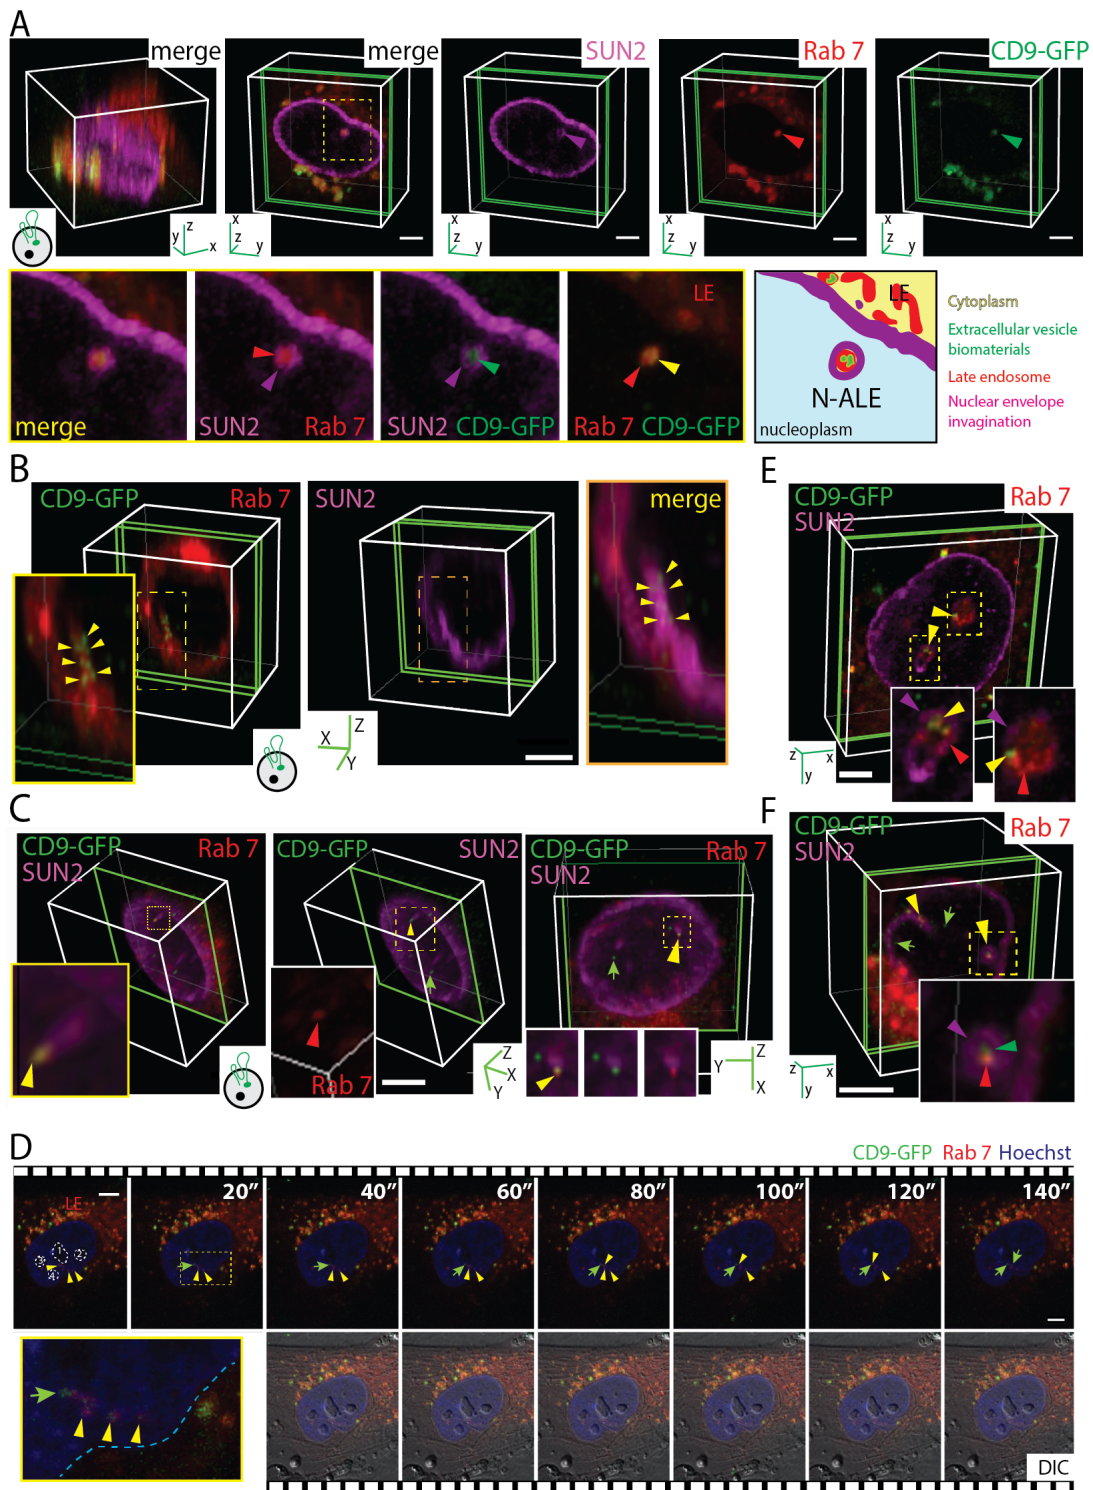 A
merge
merge
SUN2
Rab 7
CD9-GFP
y z x
x z y
x z y
x z y
x z y
merge
SUN2 Rab 7
SUN2 CD9-GFP
LE
Rab 7 CD9-GFP
LE
N-ALE
nucleoplasm
Cytoplasm
Extracellular vesicle
biomaterials
Late endosome
Nuclear envelope
invagination
B
CD9-GFP Rab 7
SUN2
merge
X Z Y
E
CD9-GFP Rab 7
SUN2
z x y
C
CD9-GFP Rab 7
SUN2
CD9-GFP SUN2
Rab 7
Z X Y
CD9-GFP Rab 7
SUN2
Y Z X
F
CD9-GFP Rab 7
SUN2
z x y
D
CD9-GFP Rab 7 Hoechst
LE
1 2 3 4
20” 40” 60” 80” 100” 120” 140”
DIC